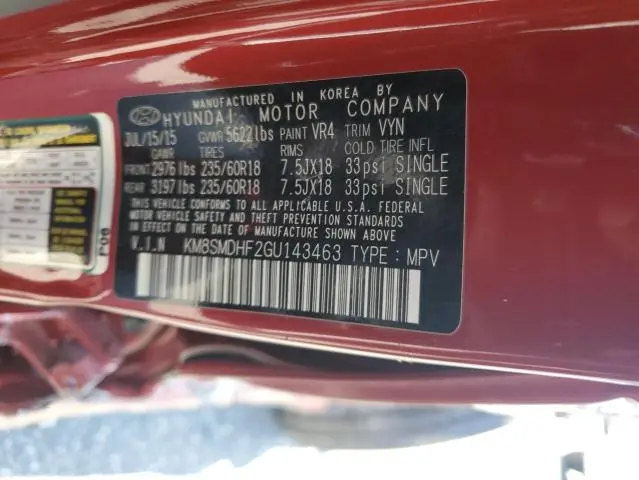 MANUFACTURED IN KOREA BY
HYUNDAI MOTOR COMPANY
JUL/15/15 GVWR 5622lbs PAINT VR4 TRIM VYN
GAWR TIRES RIMS COLD TIRE INFL
FRONT 2976 lbs 235/60R18 7.5JX18 33psi SINGLE
REAR 3197 lbs 235/60R18 7.5JX18 33psi SINGLE
THIS VEHICLE CONFORMS TO ALL APPLICABLE U.S.A. FEDERAL
MOTOR VEHICLE SAFETY AND THEFT PREVENTION STANDARDS
IN EFFECT ON THE DATE OF MANUFACTURE SHOWN ABOVE.
V.I.N KM8SMDHF2GU143463 TYPE : MPV
P06